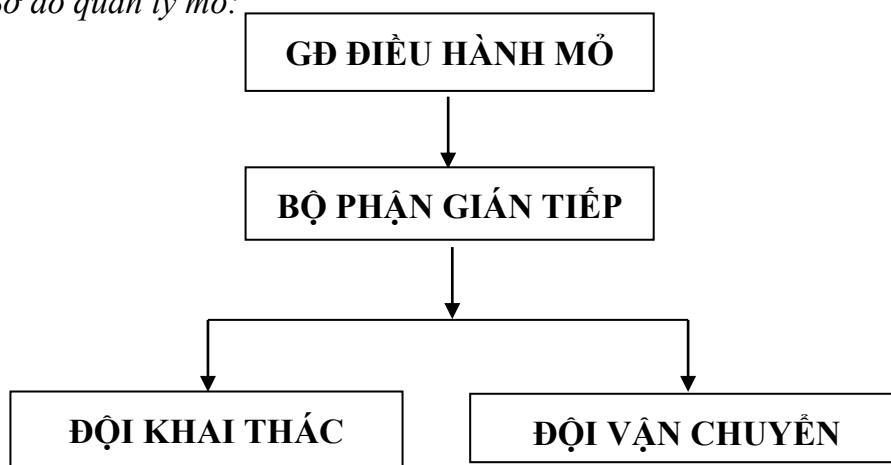 Sơ đồ quản lý mỏ:
GĐ ĐIỀU HÀNH MỎ
BỘ PHẬN GIÁN TIẾP
ĐỘI KHAI THÁC
ĐỘI VẬN CHUYỂN